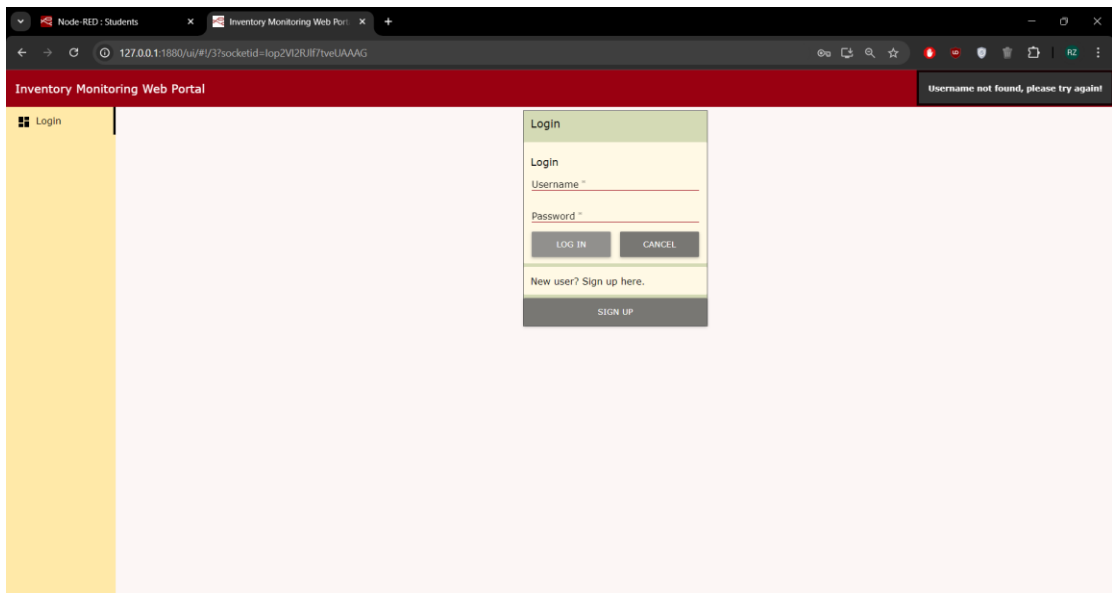 Node-RED : Students
Inventory Monitoring Web Port
127.0.0.1:1880/ui/#!/3?socketid=Iop2VI2RJlf7tveUAAAG
RZ
Inventory Monitoring Web Portal
Username not found, please try again!
Login
Login
Login
Username *
Password *
LOG IN
CANCEL
New user? Sign up here.
SIGN UP